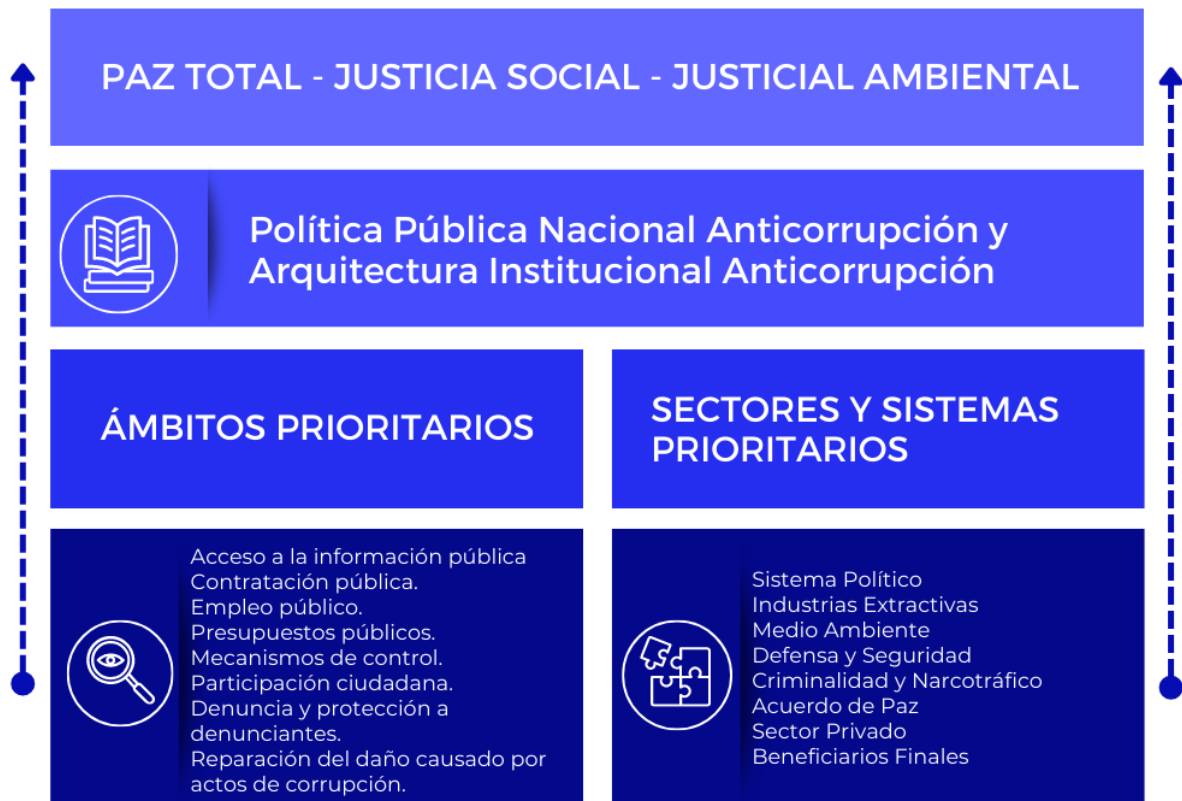 PAZ TOTAL - JUSTICIA SOCIAL - JUSTICIAL AMBIENTAL
Política Pública Nacional Anticorrupción y
Arquitectura Institucional Anticorrupción
ÁMBITOS PRIORITARIOS
Acceso a la información pública
Contratación pública.
Empleo público.
Presupuestos públicos.
Mecanismos de control.
Participación ciudadana.
Denuncia y protección a
denunciantes.
Reparación del daño causado por
actos de corrupción.
SECTORES Y SISTEMAS
PRIORITARIOS
Sistema Político
Industrias Extractivas
Medio Ambiente
Defensa y Seguridad
Criminalidad y Narcotráfico
Acuerdo de Paz
Sector Privado
Beneficiarios Finales